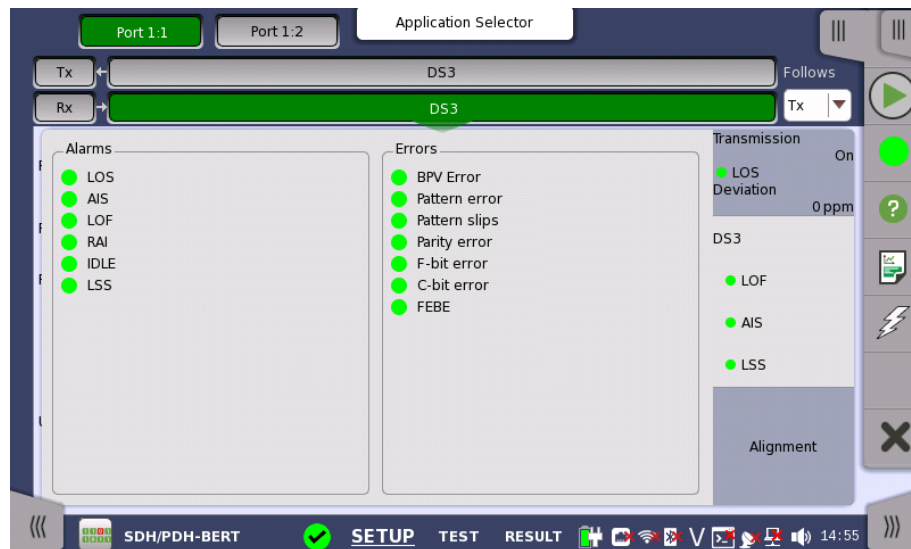 Application Selector
Port 1:1
Port 1:2
Tx
DS3
Follows
Rx
DS3
Tx
Alarms
LOS
AIS
LOF
RAI
IDLE
LSS
Errors
BPV Error
Pattern error
Pattern slips
Parity error
F-bit error
C-bit error
FEBE
Transmission
On
LOS
Deviation
0 ppm
DS3
LOF
AIS
LSS
Alignment
SDH/PDH-BERT
SETUP
TEST
RESULT
14:55